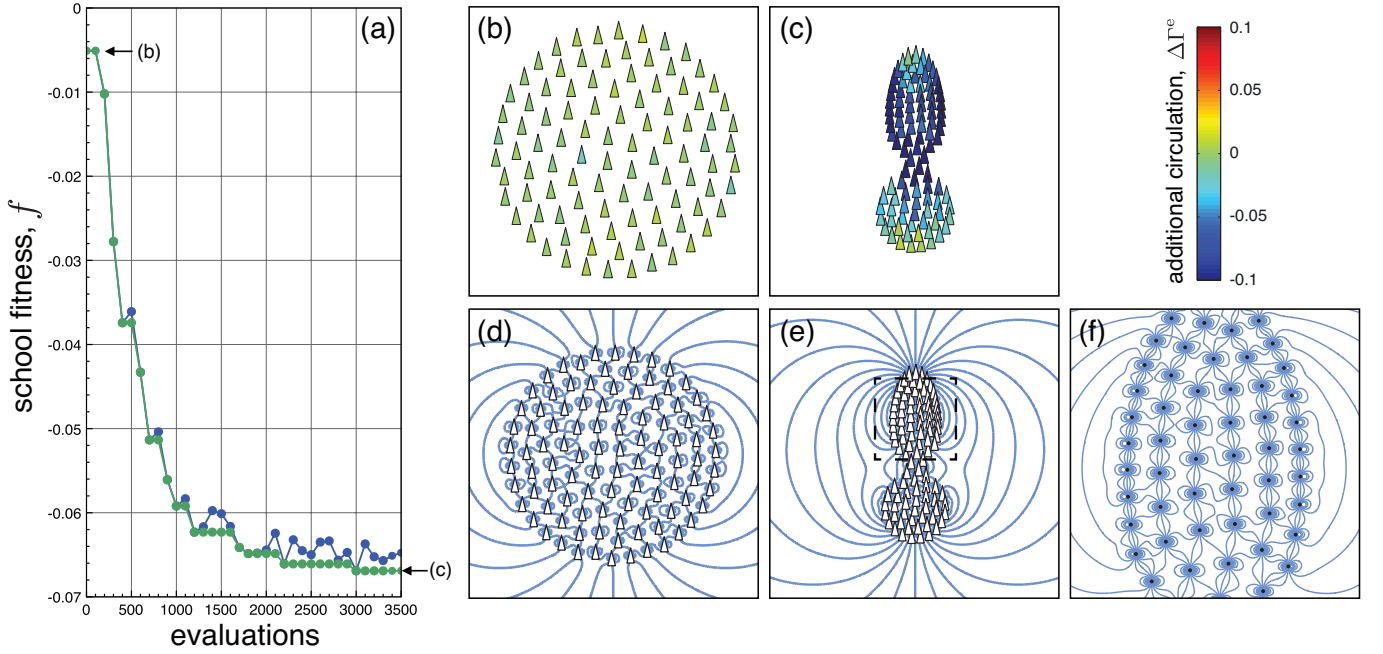 (a)
0
-0.01
-0.02
-0.03
-0.04
-0.05
-0.06
-0.07
school fitness, f
(b)
(c)
0 500 1000 1500 2000 2500 3000 3500
evaluations
(b)
(c)
additional circulation, ΔΓᵉ
0.1
0.05
0
-0.05
-0.1
(d)
(e)
(f)